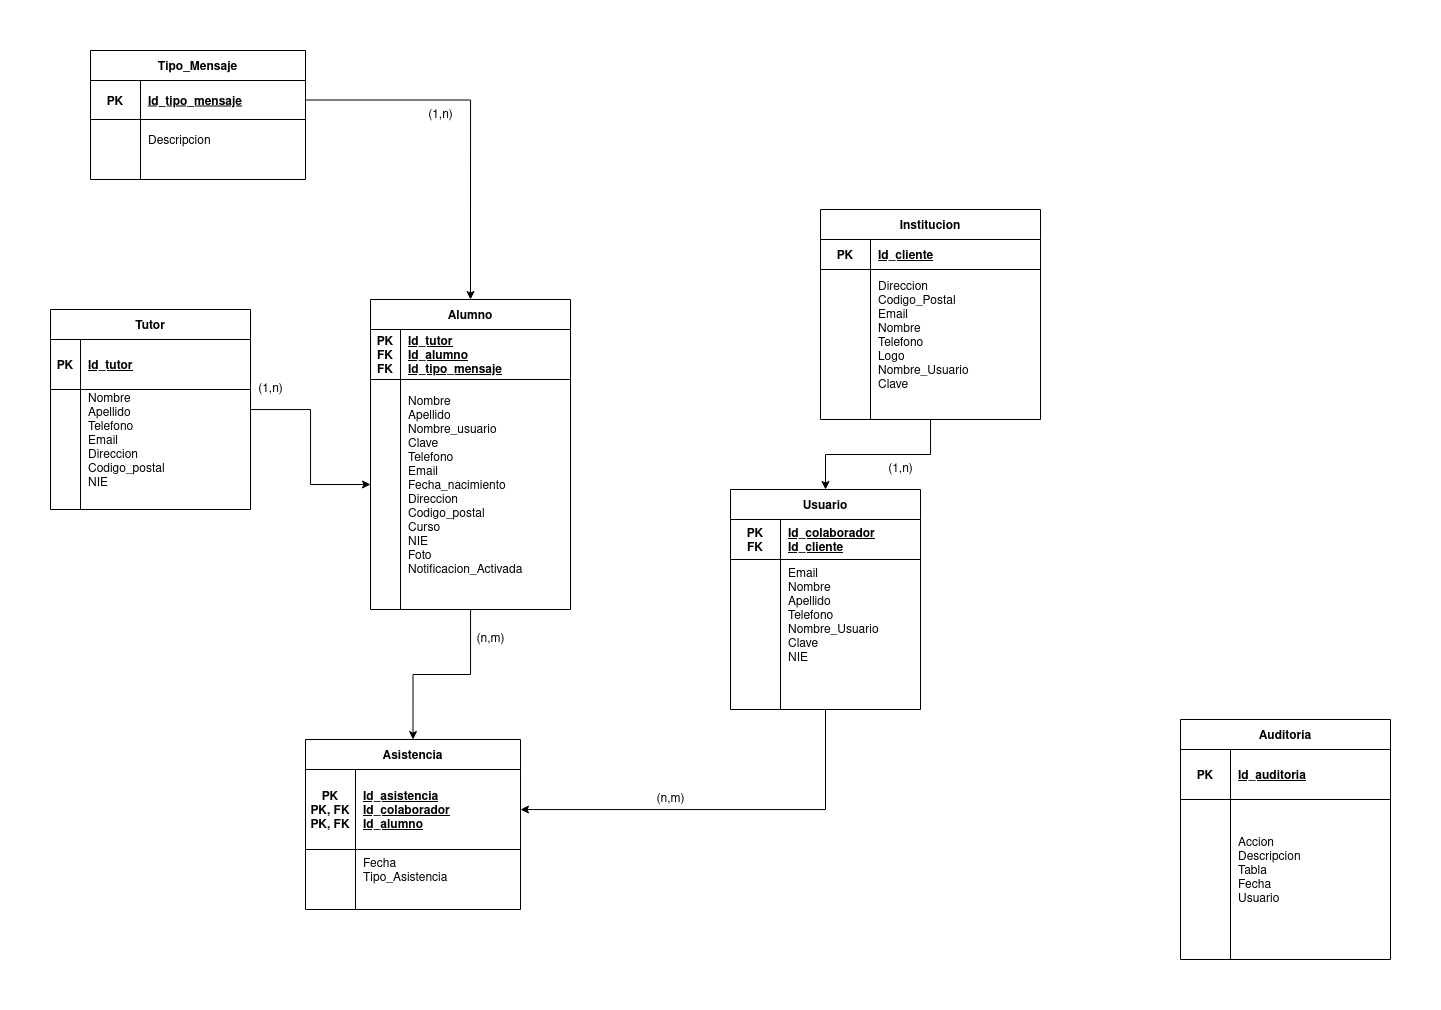 Tipo_Mensaje
PK Id_tipo_mensaje
Descripcion
(1,n)
Institucion
PK Id_cliente
Direccion
Codigo_Postal
Email
Nombre
Telefono
Logo
Nombre_Usuario
Clave
(1,n)
Tutor
PK Id_tutor
Nombre
Apellido
Telefono
Email
Direccion
Codigo_postal
NIE
(1,n)
Alumno
PK Id_tutor
FK Id_alumno
FK Id_tipo_mensaje
Nombre
Apellido
Nombre_usuario
Clave
Telefono
Email
Fecha_nacimiento
Direccion
Codigo_postal
Curso
NIE
Foto
Notificacion_Activada
(n,m)
Usuario
PK Id_colaborador
FK Id_cliente
Email
Nombre
Apellido
Telefono
Nombre_Usuario
Clave
NIE
(n,m)
Asistencia
PK Id_asistencia
PK, FK Id_colaborador
PK, FK Id_alumno
Fecha
Tipo_Asistencia
Auditoria
PK Id_auditoria
Accion
Descripcion
Tabla
Fecha
Usuario